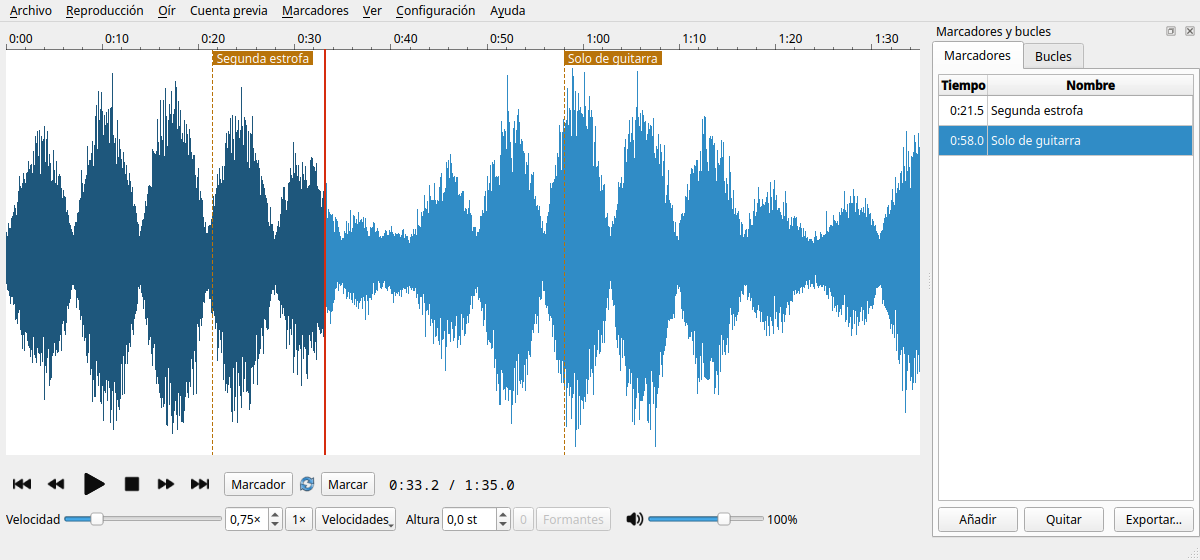 Archivo Reproducción Oír Cuenta previa Marcadores Ver Configuración Ayuda
0:00 0:10 0:20 0:30 0:40 0:50 1:00 1:10 1:20 1:30
Segunda estrofa Solo de guitarra
Marcadores y bucles
Marcadores Bucles
Tiempo Nombre
0:21.5 Segunda estrofa
0:58.0 Solo de guitarra
Marcador Marcar 0:33.2 / 1:35.0
Velocidad 0,75× 1× Velocidades Altura 0,0 st 0 Formantes 100%
Añadir Quitar Exportar...